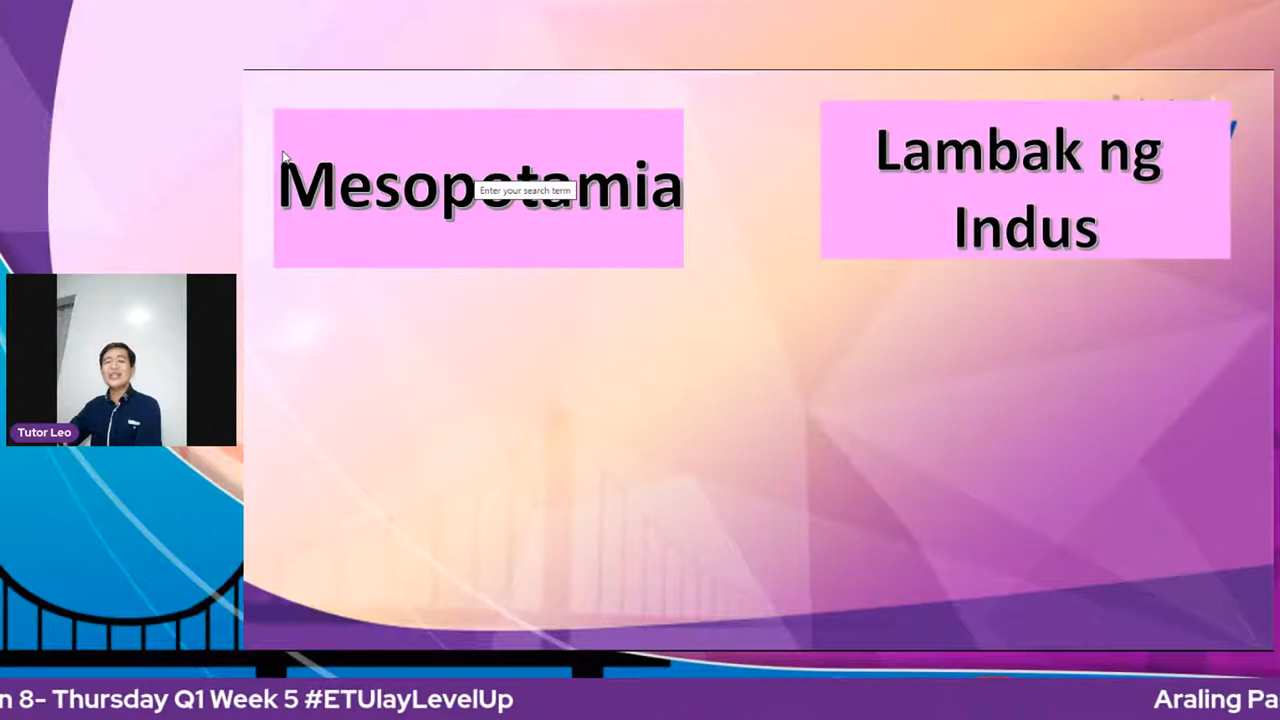 Mesopotamia
Enter your search term
Lambak ng
Indus
Tutor Leo
n 8- Thursday Q1 Week 5 #ETUlayLevelUp
Araling Pa